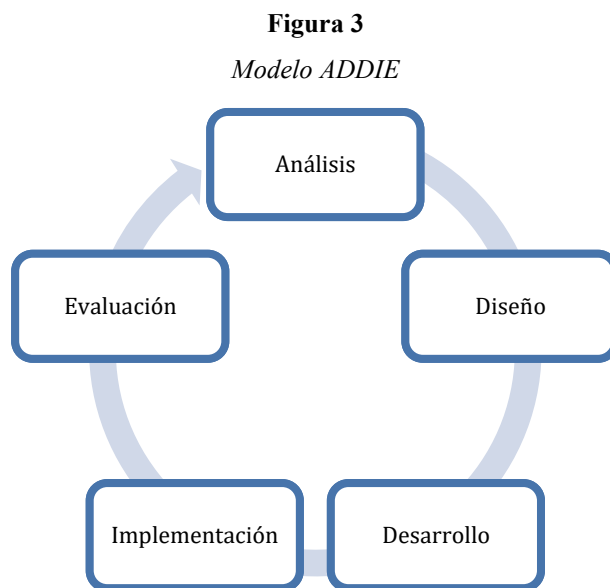 Figura 3
Modelo ADDIE
Análisis
Diseño
Desarrollo
Implementación
Evaluación